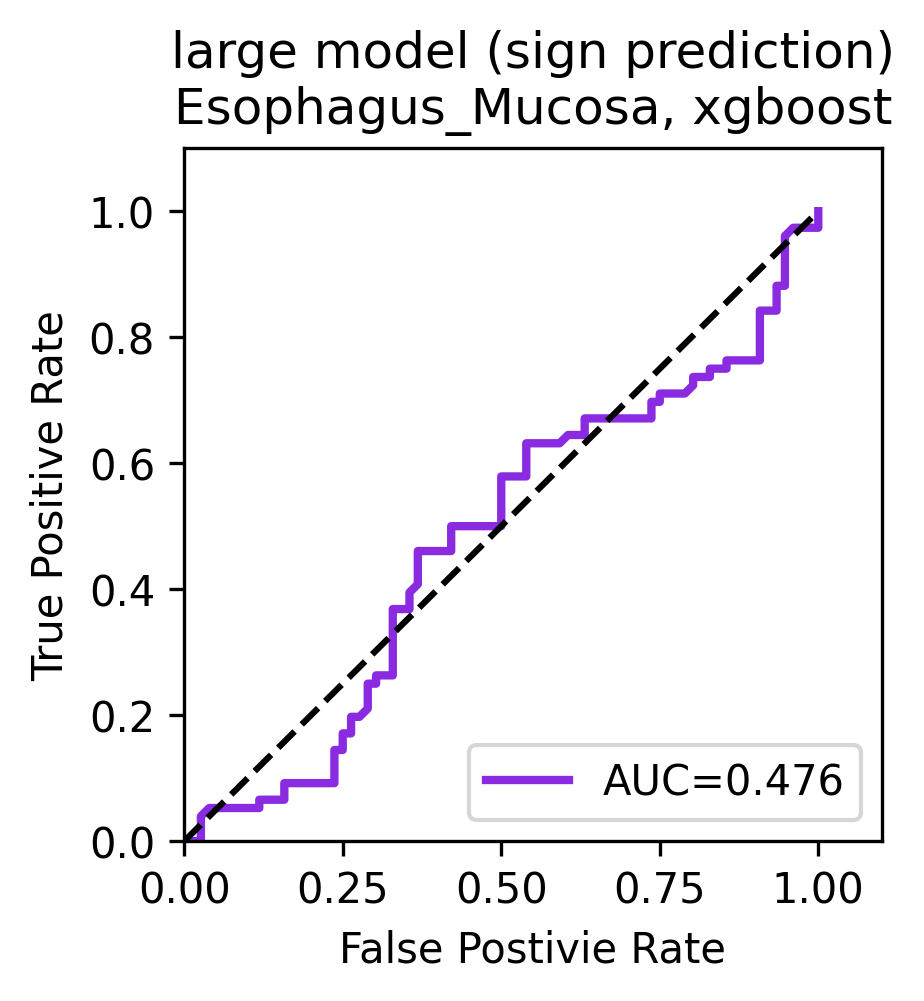 large model (sign prediction)
Esophagus_Mucosa, xgboost
1.0
0.8
0.6
0.4
0.2
0.0
True Positive Rate
AUC=0.476
0.00 0.25 0.50 0.75 1.00
False Postivie Rate